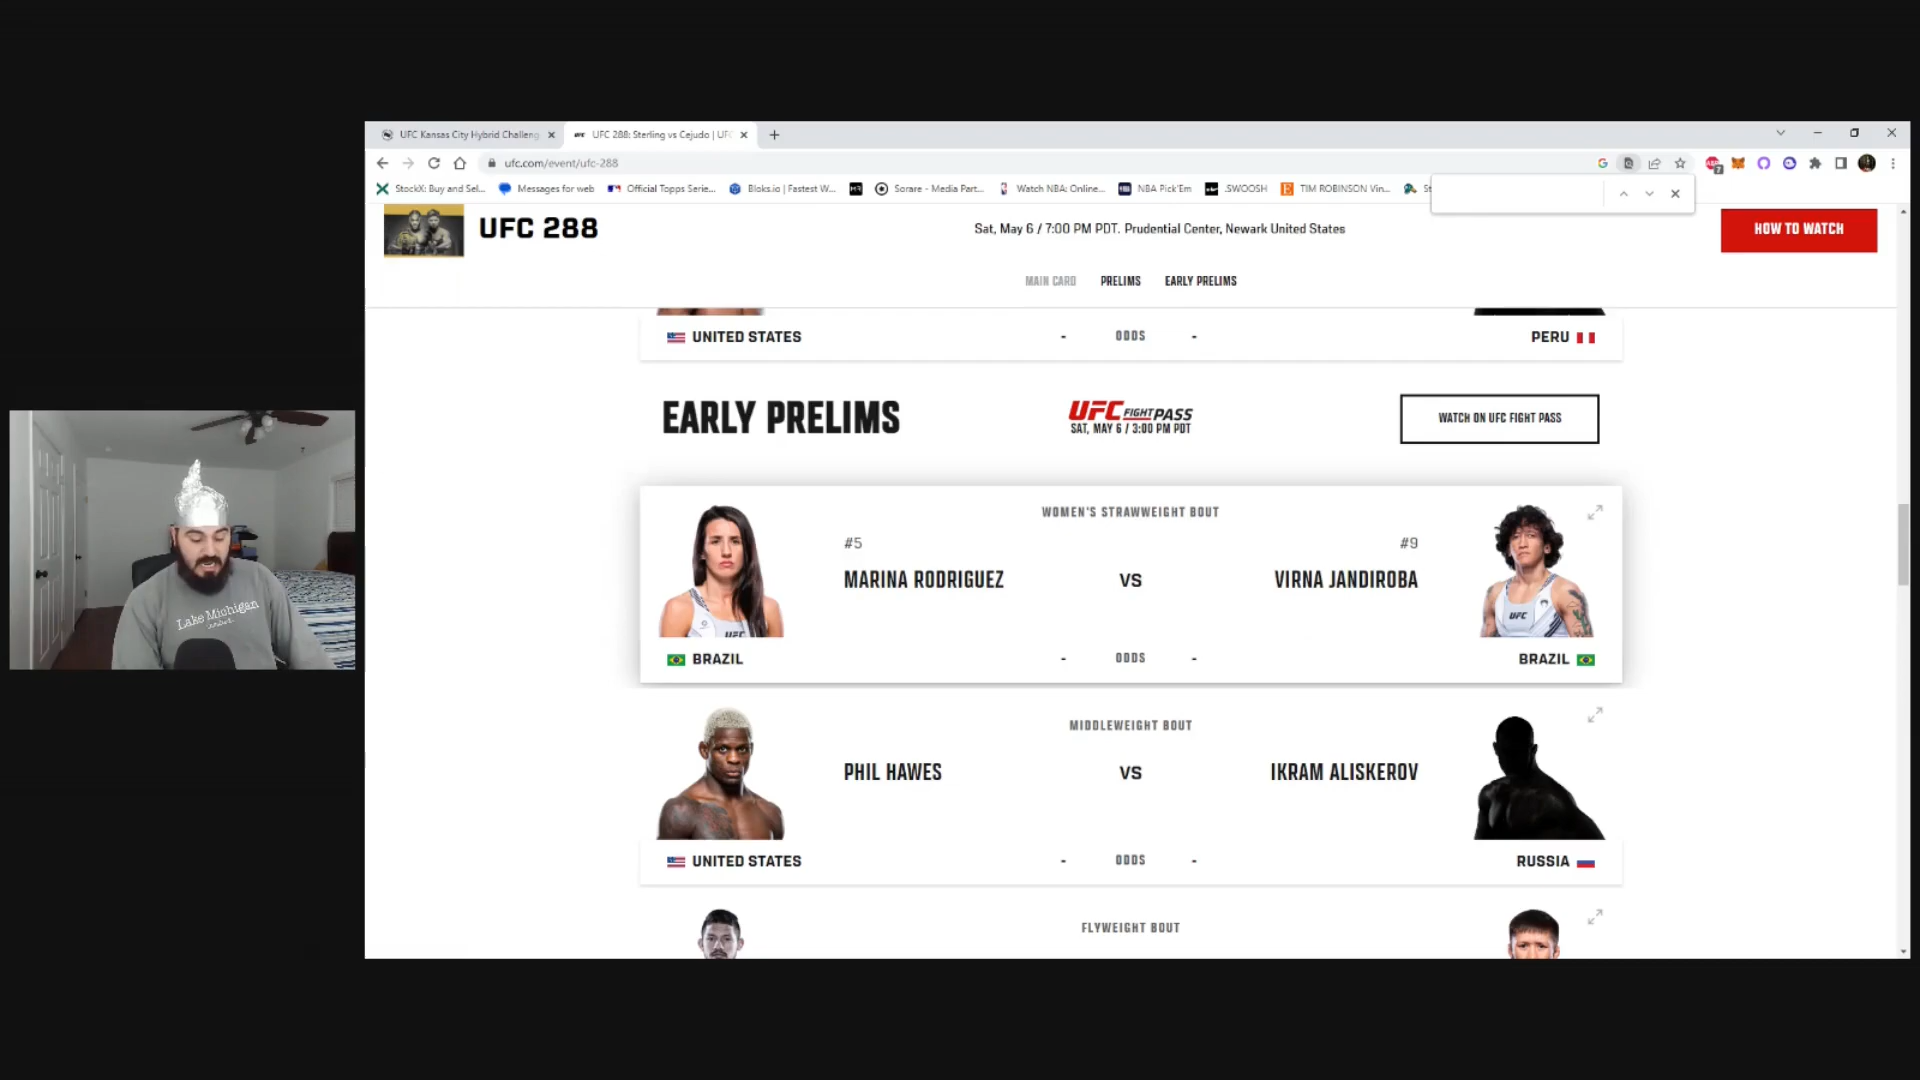 UFC Kansas City Hybrid Challeng
UFC 288: Sterling vs Cejudo | UFC
ufc.com/event/ufc-288
StockX: Buy and Sel...
Messages for web
Official Topps Serie...
Bloks.io | Fastest W...
Sorare - Media Part...
Watch NBA: Online...
NBA Pick'Em
.SWOOSH
TIM ROBINSON Vin...
St
UFC 288
Sat, May 6 / 7:00 PM PDT. Prudential Center, Newark United States
HOW TO WATCH
MAIN CARD PRELIMS EARLY PRELIMS
UNITED STATES - ODDS - PERU
EARLY PRELIMS
UFC FIGHT PASS
SAT, MAY 6 / 3:00 PM PDT
WATCH ON UFC FIGHT PASS
WOMEN'S STRAWWEIGHT BOUT
#5 #9
MARINA RODRIGUEZ VS VIRNA JANDIROBA
UFC
UFC
BRAZIL - ODDS - BRAZIL
MIDDLEWEIGHT BOUT
PHIL HAWES VS IKRAM ALISKEROV
UNITED STATES - ODDS - RUSSIA
FLYWEIGHT BOUT
Lake Michigan